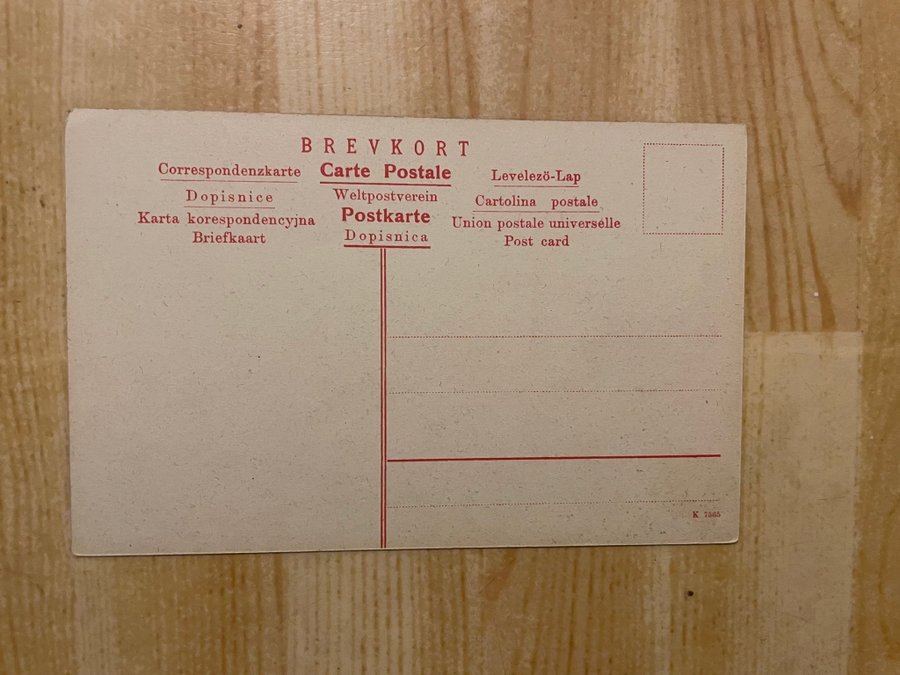 BREVKORT
Correspondenzkarte
Carte Postale
Levelezö-Lap
Dopisnice
Weltpostverein
Cartolina postale
Karta korespondencyjna
Postkarte
Union postale universelle
Briefkaart
Dopisnica
Post card
K 7565